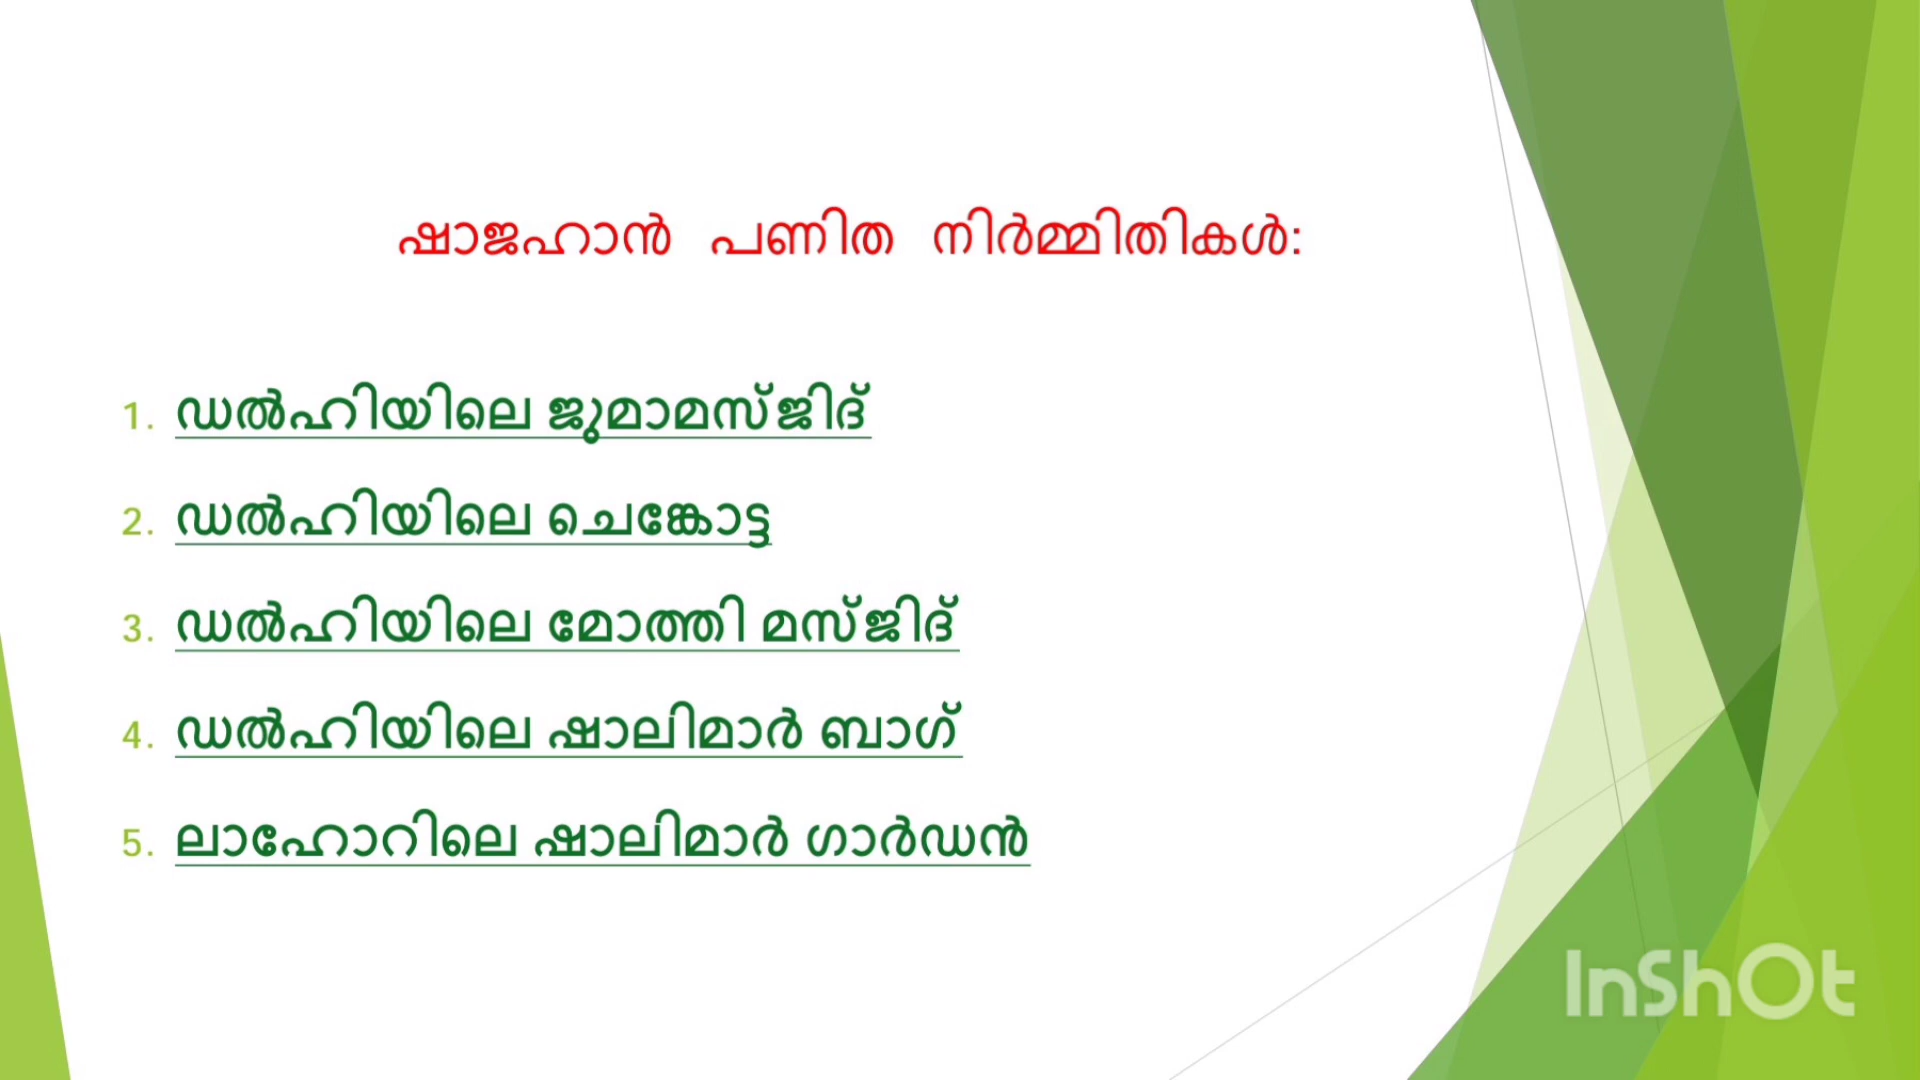 ഷാജഹാൻ പണിത നിർമ്മിതികൾ:
1. ഡൽഹിയിലെ ജുമാമസ്ജിദ്
2. ഡൽഹിയിലെ ചെങ്കോട്ട
3. ഡൽഹിയിലെ മോത്തി മസ്ജിദ്
4. ഡൽഹിയിലെ ഷാലിമാർ ബാഗ്
5. ലാഹോറിലെ ഷാലിമാർ ഗാർഡൻ
InShOt